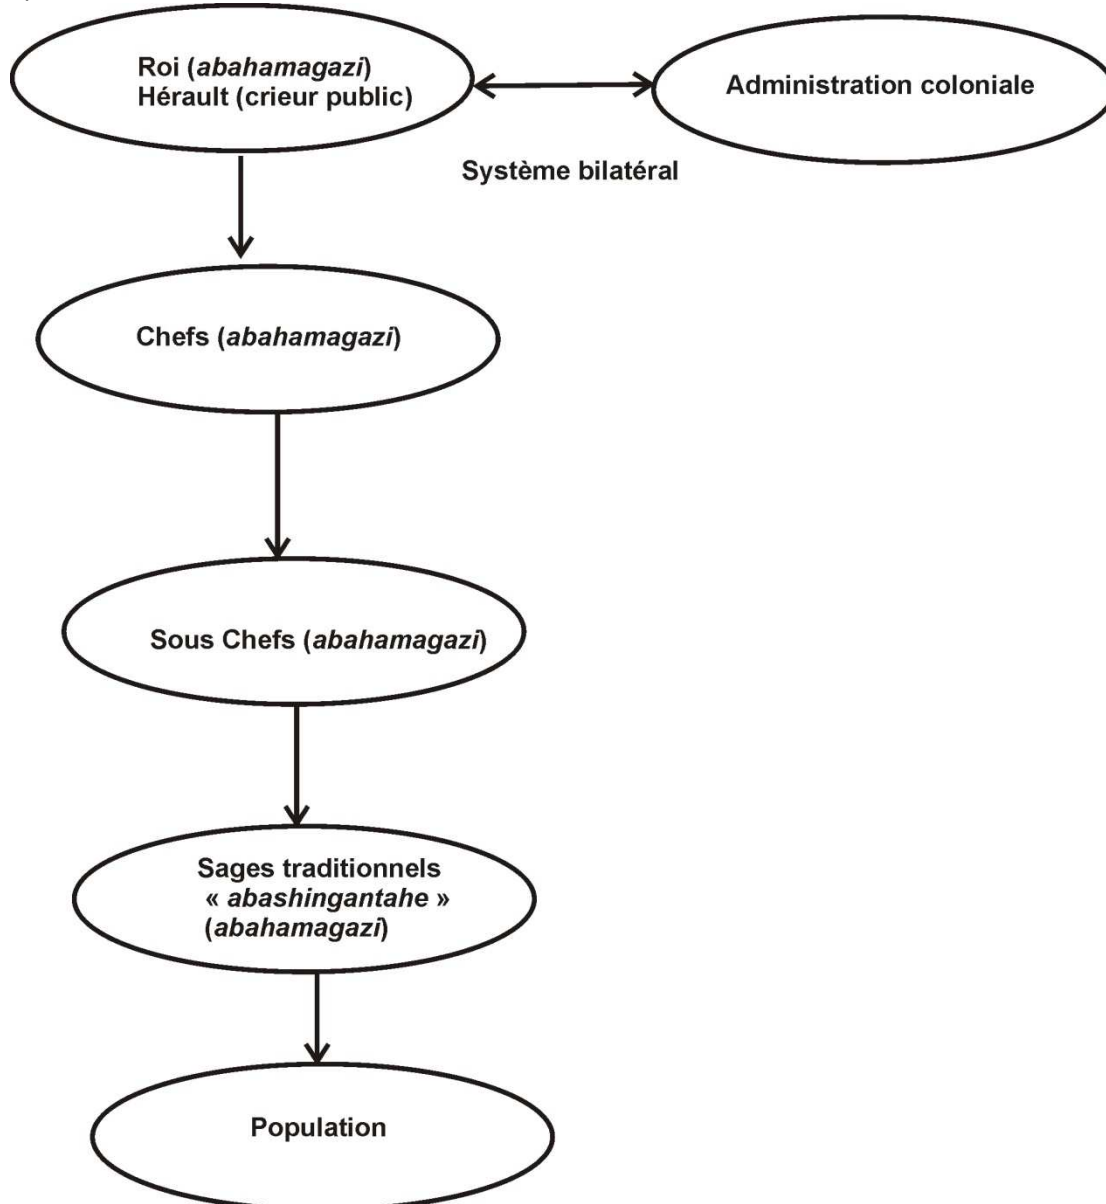 Roi (abahamagazi)
Hérault (crieur public)
Administration coloniale
Système bilatéral
Chefs (abahamagazi)
Sous Chefs (abahamagazi)
Sages traditionnels
« abashingantahe »
(abahamagazi)
Population